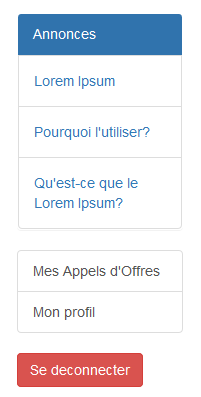 Annonces
Lorem Ipsum
Pourquoi l'utiliser?
Qu'est-ce que le
Lorem Ipsum?
Mes Appels d'Offres
Mon profil
Se deconnecter